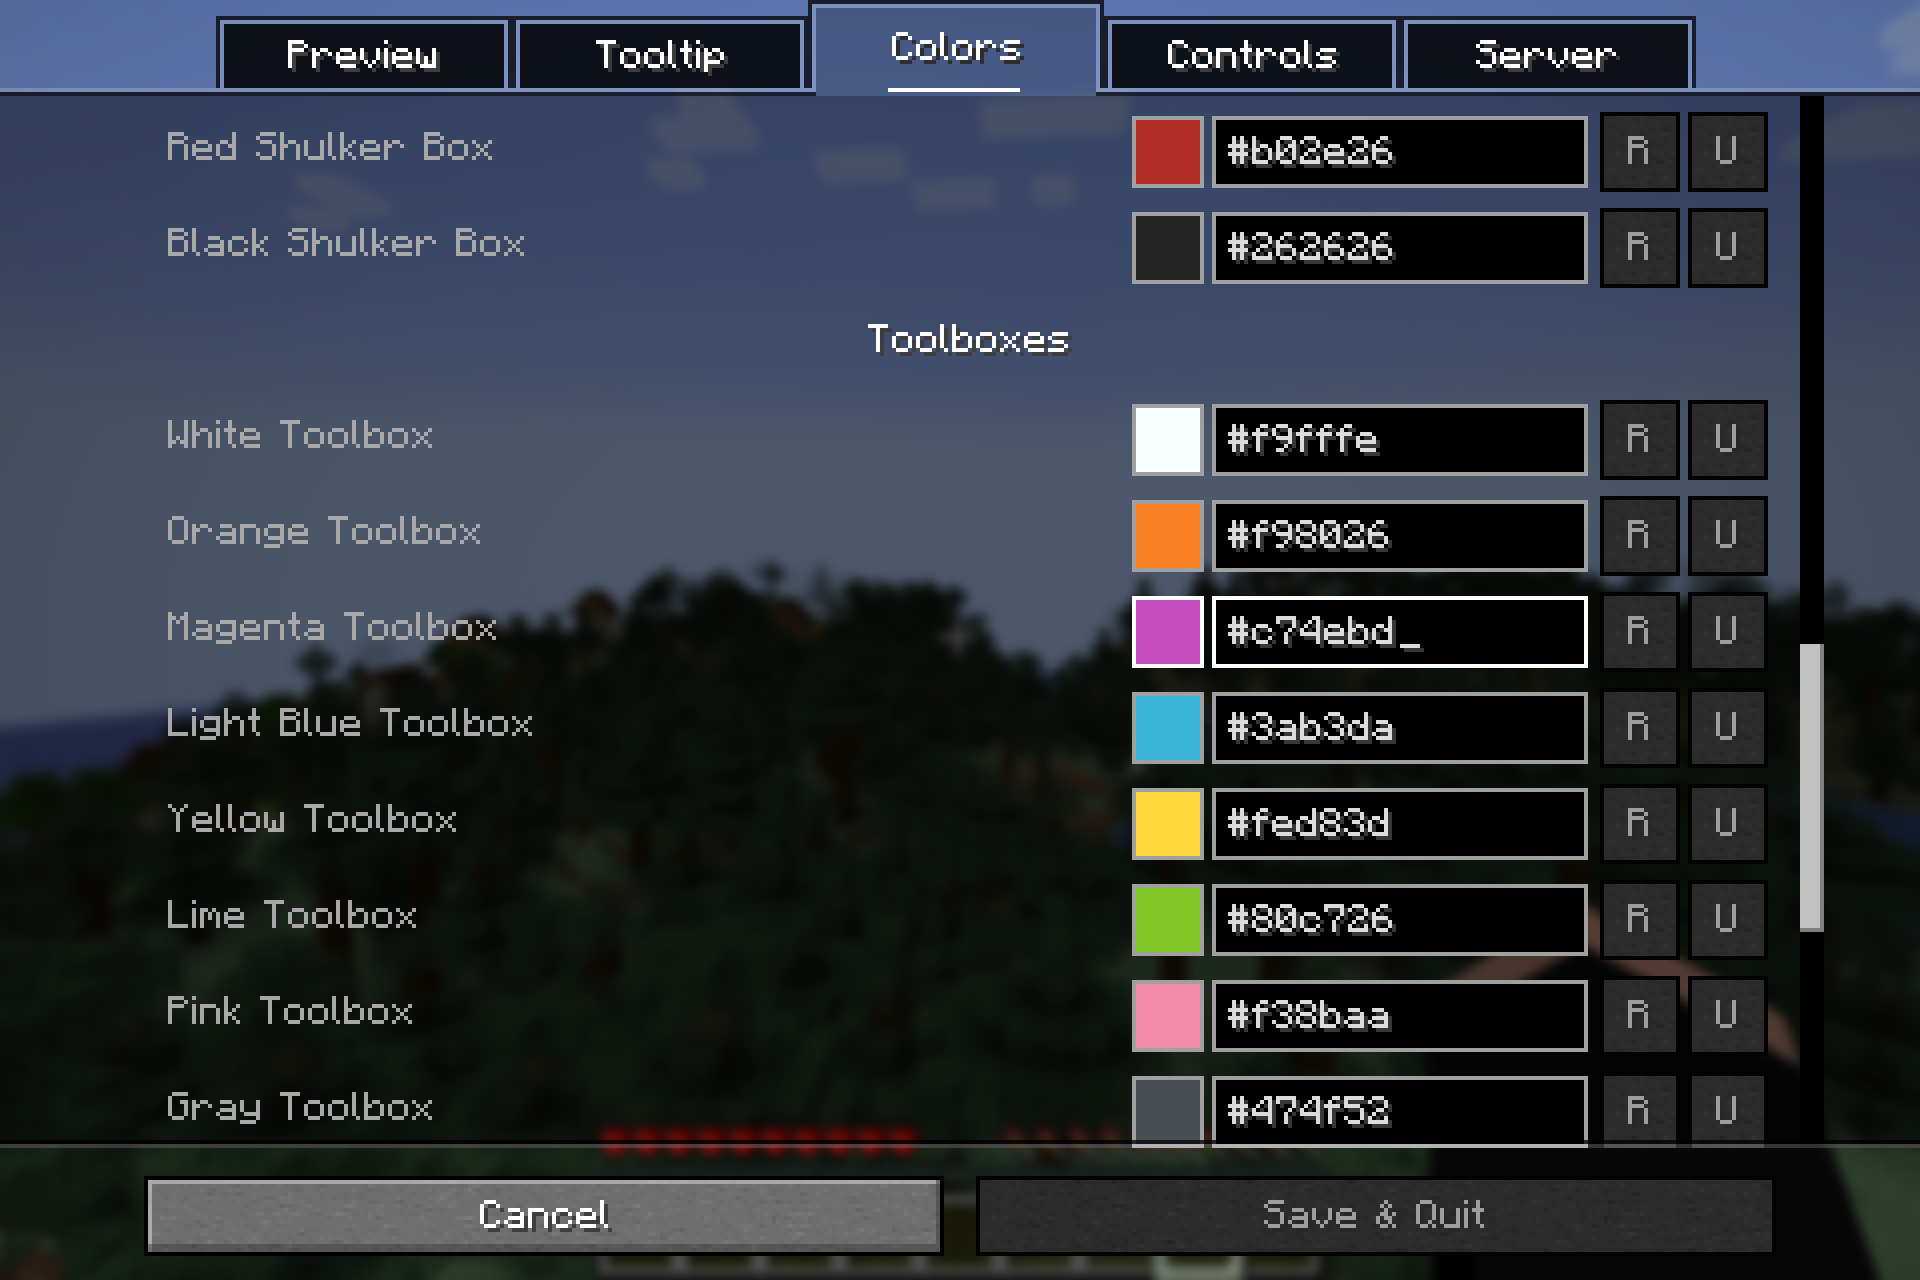 Preview Tooltip Colors Controls Server
Red Shulker Box #b02e26 R U
Black Shulker Box #262626 R U
Toolboxes
White Toolbox #f9fffe R U
Orange Toolbox #f98026 R U
Magenta Toolbox #c74ebd_ R U
Light Blue Toolbox #3ab3da R U
Yellow Toolbox #fed83d R U
Lime Toolbox #80c726 R U
Pink Toolbox #f38baa R U
Gray Toolbox #474f52 R U
Cancel Save & Quit